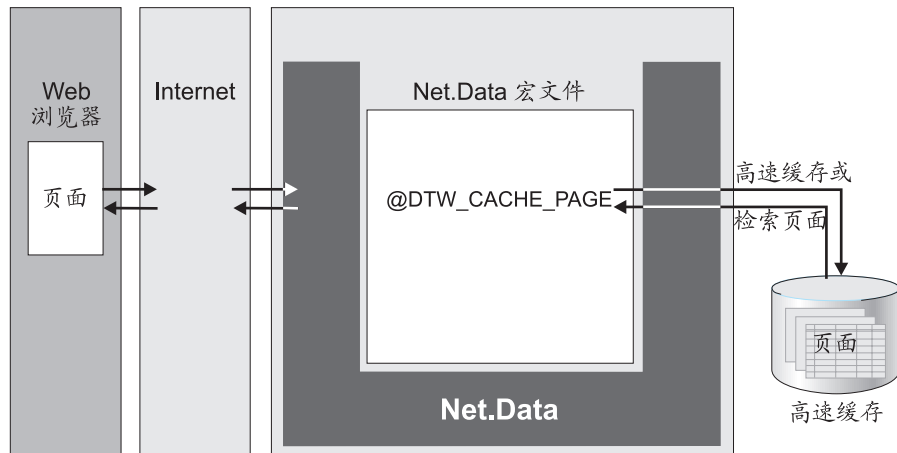 Web
浏览器
页面
Internet
Net.Data 宏文件
@DTW_CACHE_PAGE
Net.Data
高速缓存或
检索页面
页面
高速缓存